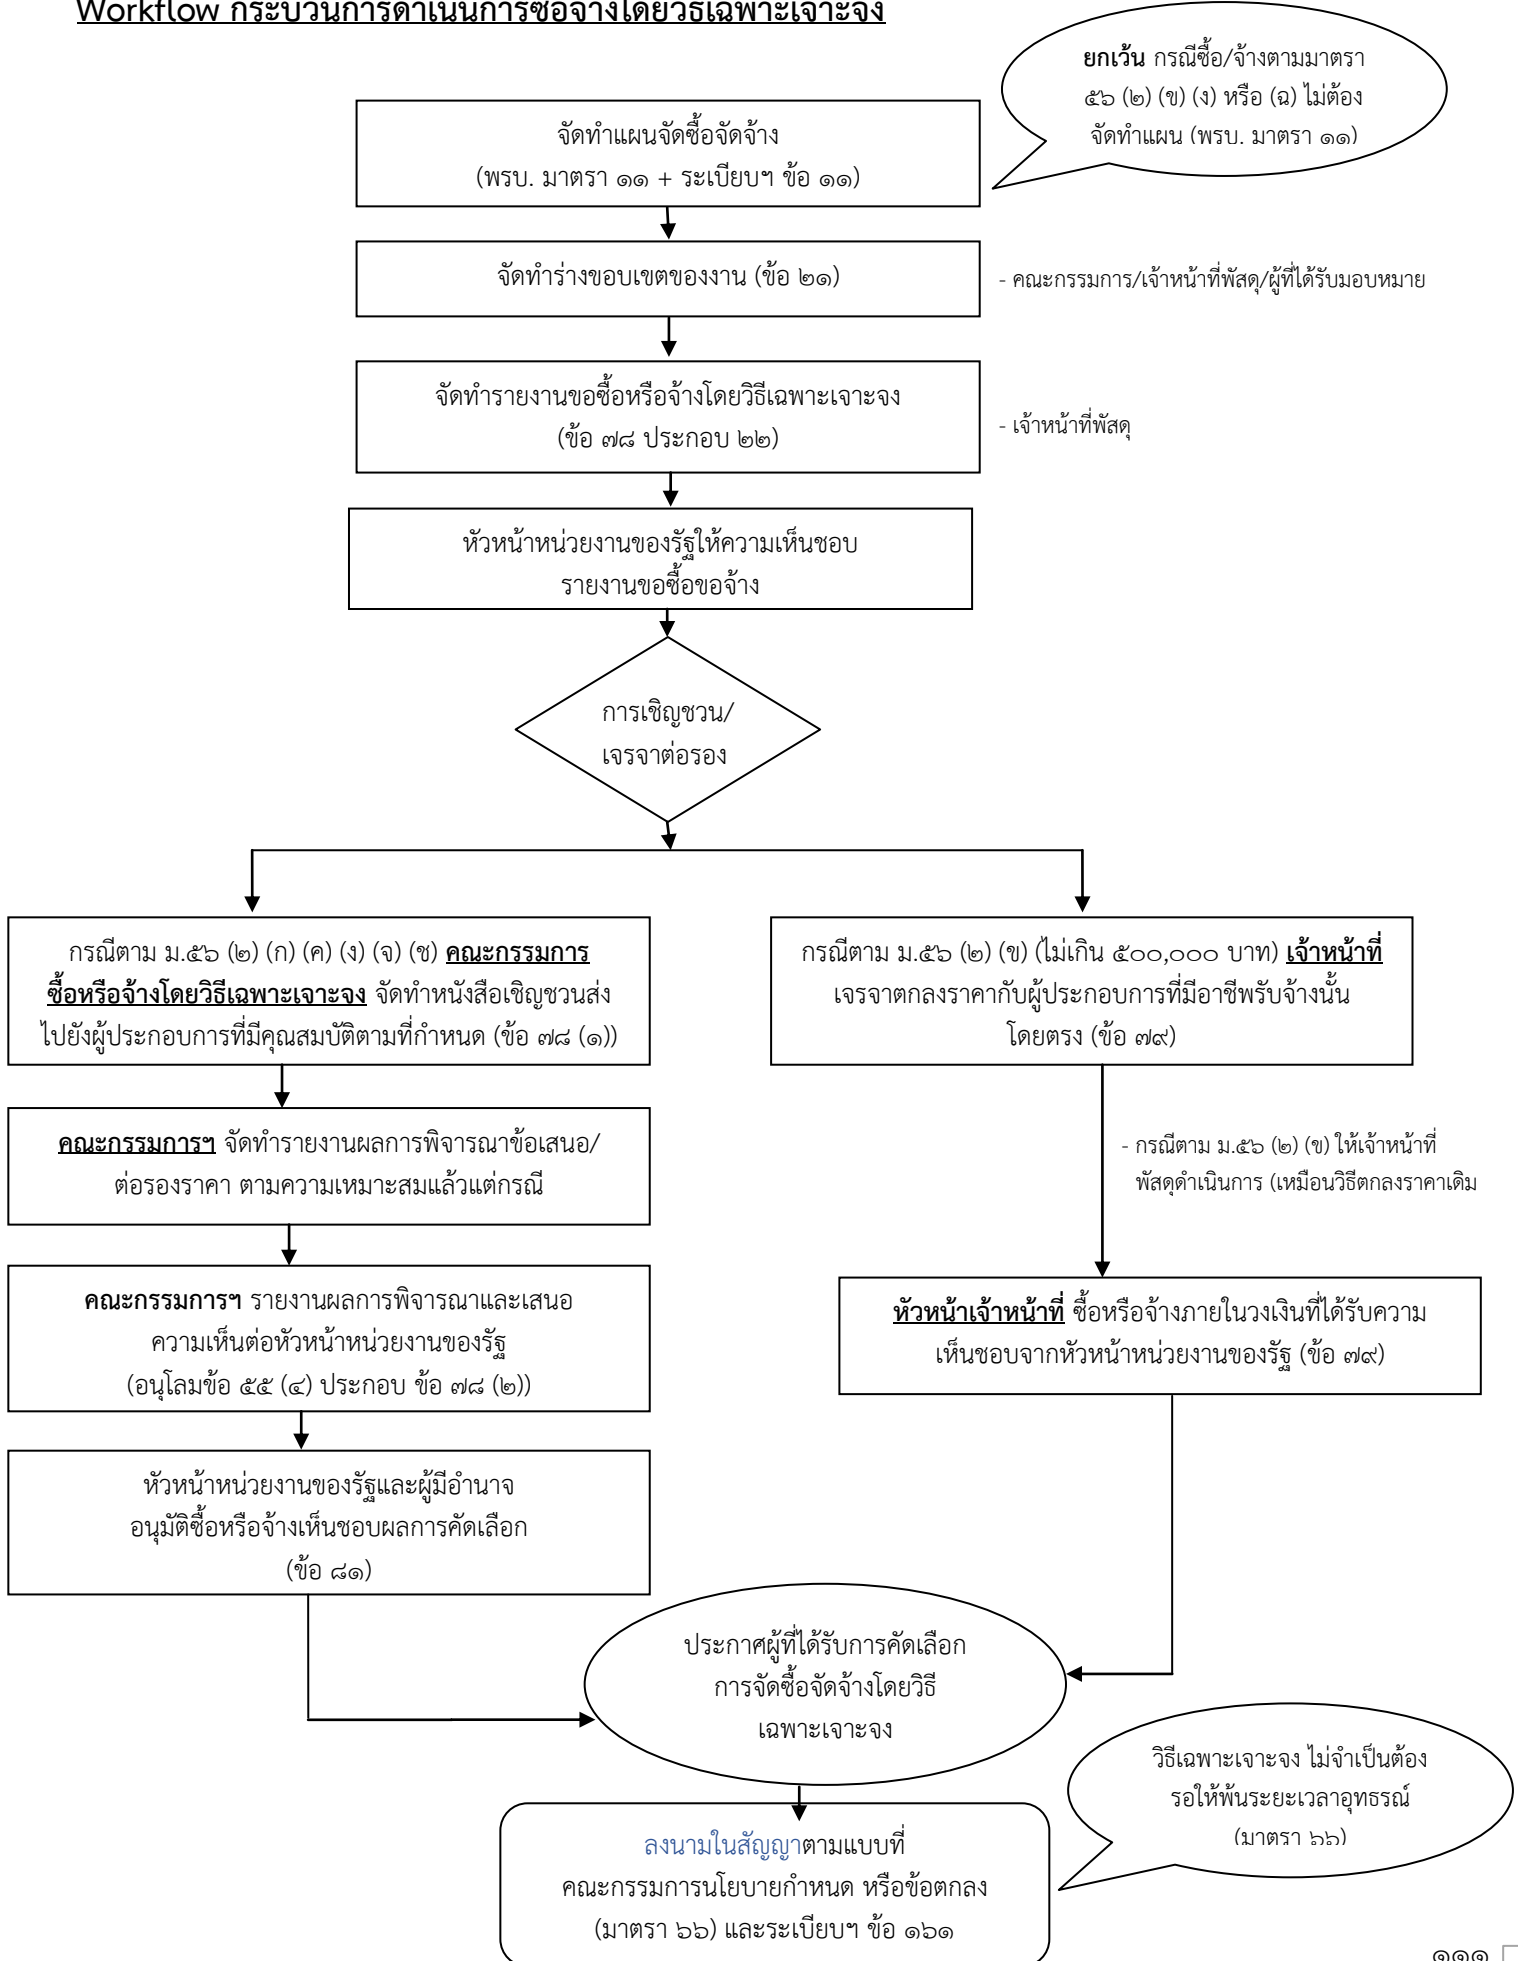 Workflow กระบวนการดำเนินการซื้อจ้างโดยวิธีเฉพาะเจาะจง
ยกเว้น กรณีซื้อ/จ้างตามมาตรา
๕๖ (๒) (ข) (ง) หรือ (ฉ) ไม่ต้อง
จัดทำแผน (พรบ. มาตรา ๑๑)
จัดทำแผนจัดซื้อจัดจ้าง
(พรบ. มาตรา ๑๑ + ระเบียบฯ ข้อ ๑๑)
จัดทำร่างขอบเขตของงาน (ข้อ ๒๑)
- คณะกรรมการ/เจ้าหน้าที่พัสดุ/ผู้ที่ได้รับมอบหมาย
จัดทำรายงานขอซื้อหรือจ้างโดยวิธีเฉพาะเจาะจง
(ข้อ ๗๘ ประกอบ ๒๒)
- เจ้าหน้าที่พัสดุ
หัวหน้าหน่วยงานของรัฐให้ความเห็นชอบ
รายงานขอซื้อขอจ้าง
การเชิญชวน/
เจรจาต่อรอง
กรณีตาม ม.๕๖ (๒) (ก) (ค) (ง) (จ) (ช) คณะกรรมการ
ซื้อหรือจ้างโดยวิธีเฉพาะเจาะจง จัดทำหนังสือเชิญชวนส่ง
ไปยังผู้ประกอบการที่มีคุณสมบัติตามที่กำหนด (ข้อ ๗๘ (๑))
กรณีตาม ม.๕๖ (๒) (ข) (ไม่เกิน ๕๐๐,๐๐๐ บาท) เจ้าหน้าที่
เจรจาตกลงราคากับผู้ประกอบการที่มีอาชีพรับจ้างนั้น
โดยตรง (ข้อ ๗๙)
คณะกรรมการฯ จัดทำรายงานผลการพิจารณาข้อเสนอ/
ต่อรองราคา ตามความเหมาะสมแล้วแต่กรณี
- กรณีตาม ม.๕๖ (๒) (ข) ให้เจ้าหน้าที่
พัสดุดำเนินการ (เหมือนวิธีตกลงราคาเดิม
คณะกรรมการฯ รายงานผลการพิจารณาและเสนอ
ความเห็นต่อหัวหน้าหน่วยงานของรัฐ
(อนุโลมข้อ ๕๕ (๔) ประกอบ ข้อ ๗๘ (๒))
หัวหน้าเจ้าหน้าที่ ซื้อหรือจ้างภายในวงเงินที่ได้รับความ
เห็นชอบจากหัวหน้าหน่วยงานของรัฐ (ข้อ ๗๙)
หัวหน้าหน่วยงานของรัฐและผู้มีอำนาจ
อนุมัติซื้อหรือจ้างเห็นชอบผลการคัดเลือก
(ข้อ ๘๑)
ประกาศผู้ที่ได้รับการคัดเลือก
การจัดซื้อจัดจ้างโดยวิธี
เฉพาะเจาะจง
วิธีเฉพาะเจาะจง ไม่จำเป็นต้อง
รอให้พ้นระยะเวลาอุทธรณ์
(มาตรา ๖๖)
ลงนามในสัญญาตามแบบที่
คณะกรรมการนโยบายกำหนด หรือข้อตกลง
(มาตรา ๖๖) และระเบียบฯ ข้อ ๑๖๑
๑๑๑